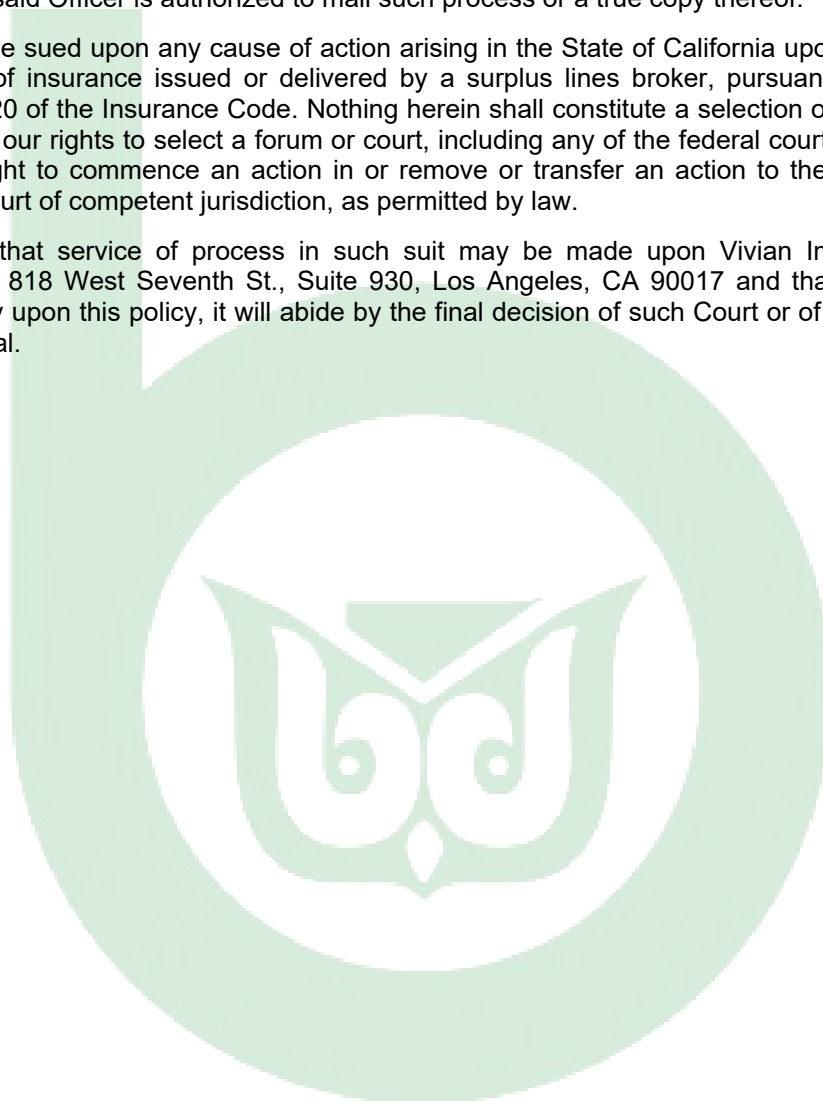 said Officer is authorized to mail such process or a true copy thereof.
e sued upon any cause of action arising in the State of California upo
of insurance issued or delivered by a surplus lines broker, pursuan
20 of the Insurance Code. Nothing herein shall constitute a selection o
our rights to select a forum or court, including any of the federal court
ght to commence an action in or remove or transfer an action to the
urt of competent jurisdiction, as permitted by law.
that service of process in such suit may be made upon Vivian In
818 West Seventh St., Suite 930, Los Angeles, CA 90017 and tha
y upon this policy, it will abide by the final decision of such Court or of
al.